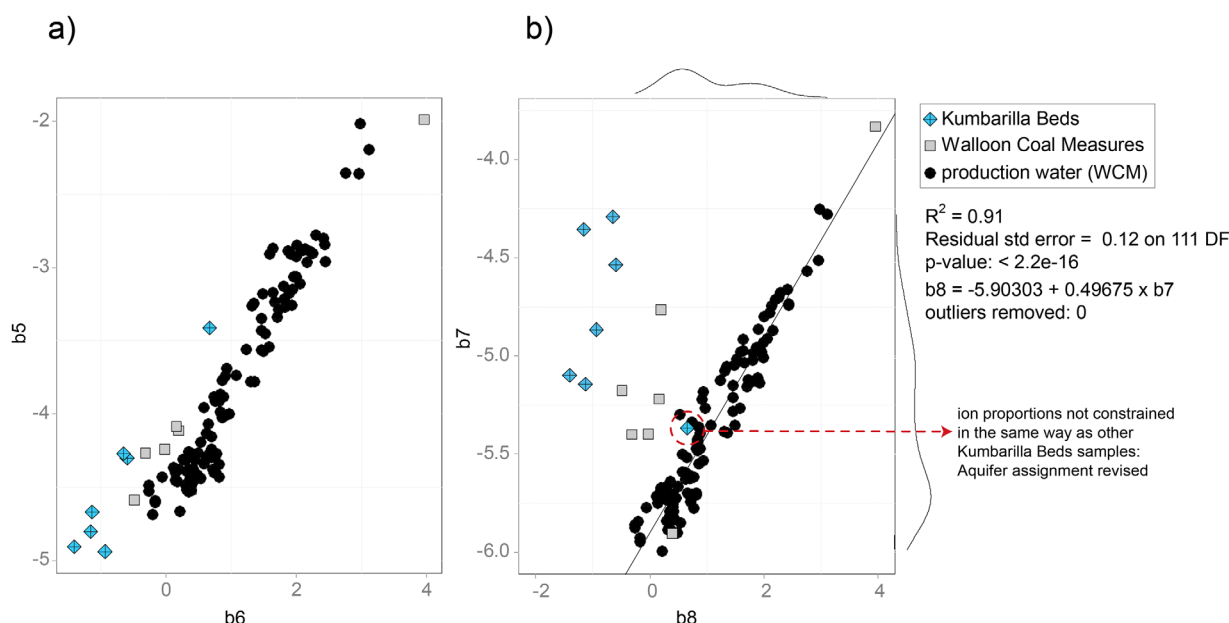 a)
b)
-2
-3
-4
-5
b5
0
2
4
b6
-4.0
-4.5
-5.0
-5.5
-6.0
b7
-2
0
2
4
b8
Kumbarilla Beds
Walloon Coal Measures
production water (WCM)
R² = 0.91
Residual std error = 0.12 on 111 DF
p-value: < 2.2e-16
b8 = -5.90303 + 0.49675 x b7
outliers removed: 0
ion proportions not constrained
in the same way as other
Kumbarilla Beds samples:
Aquifer assignment revised